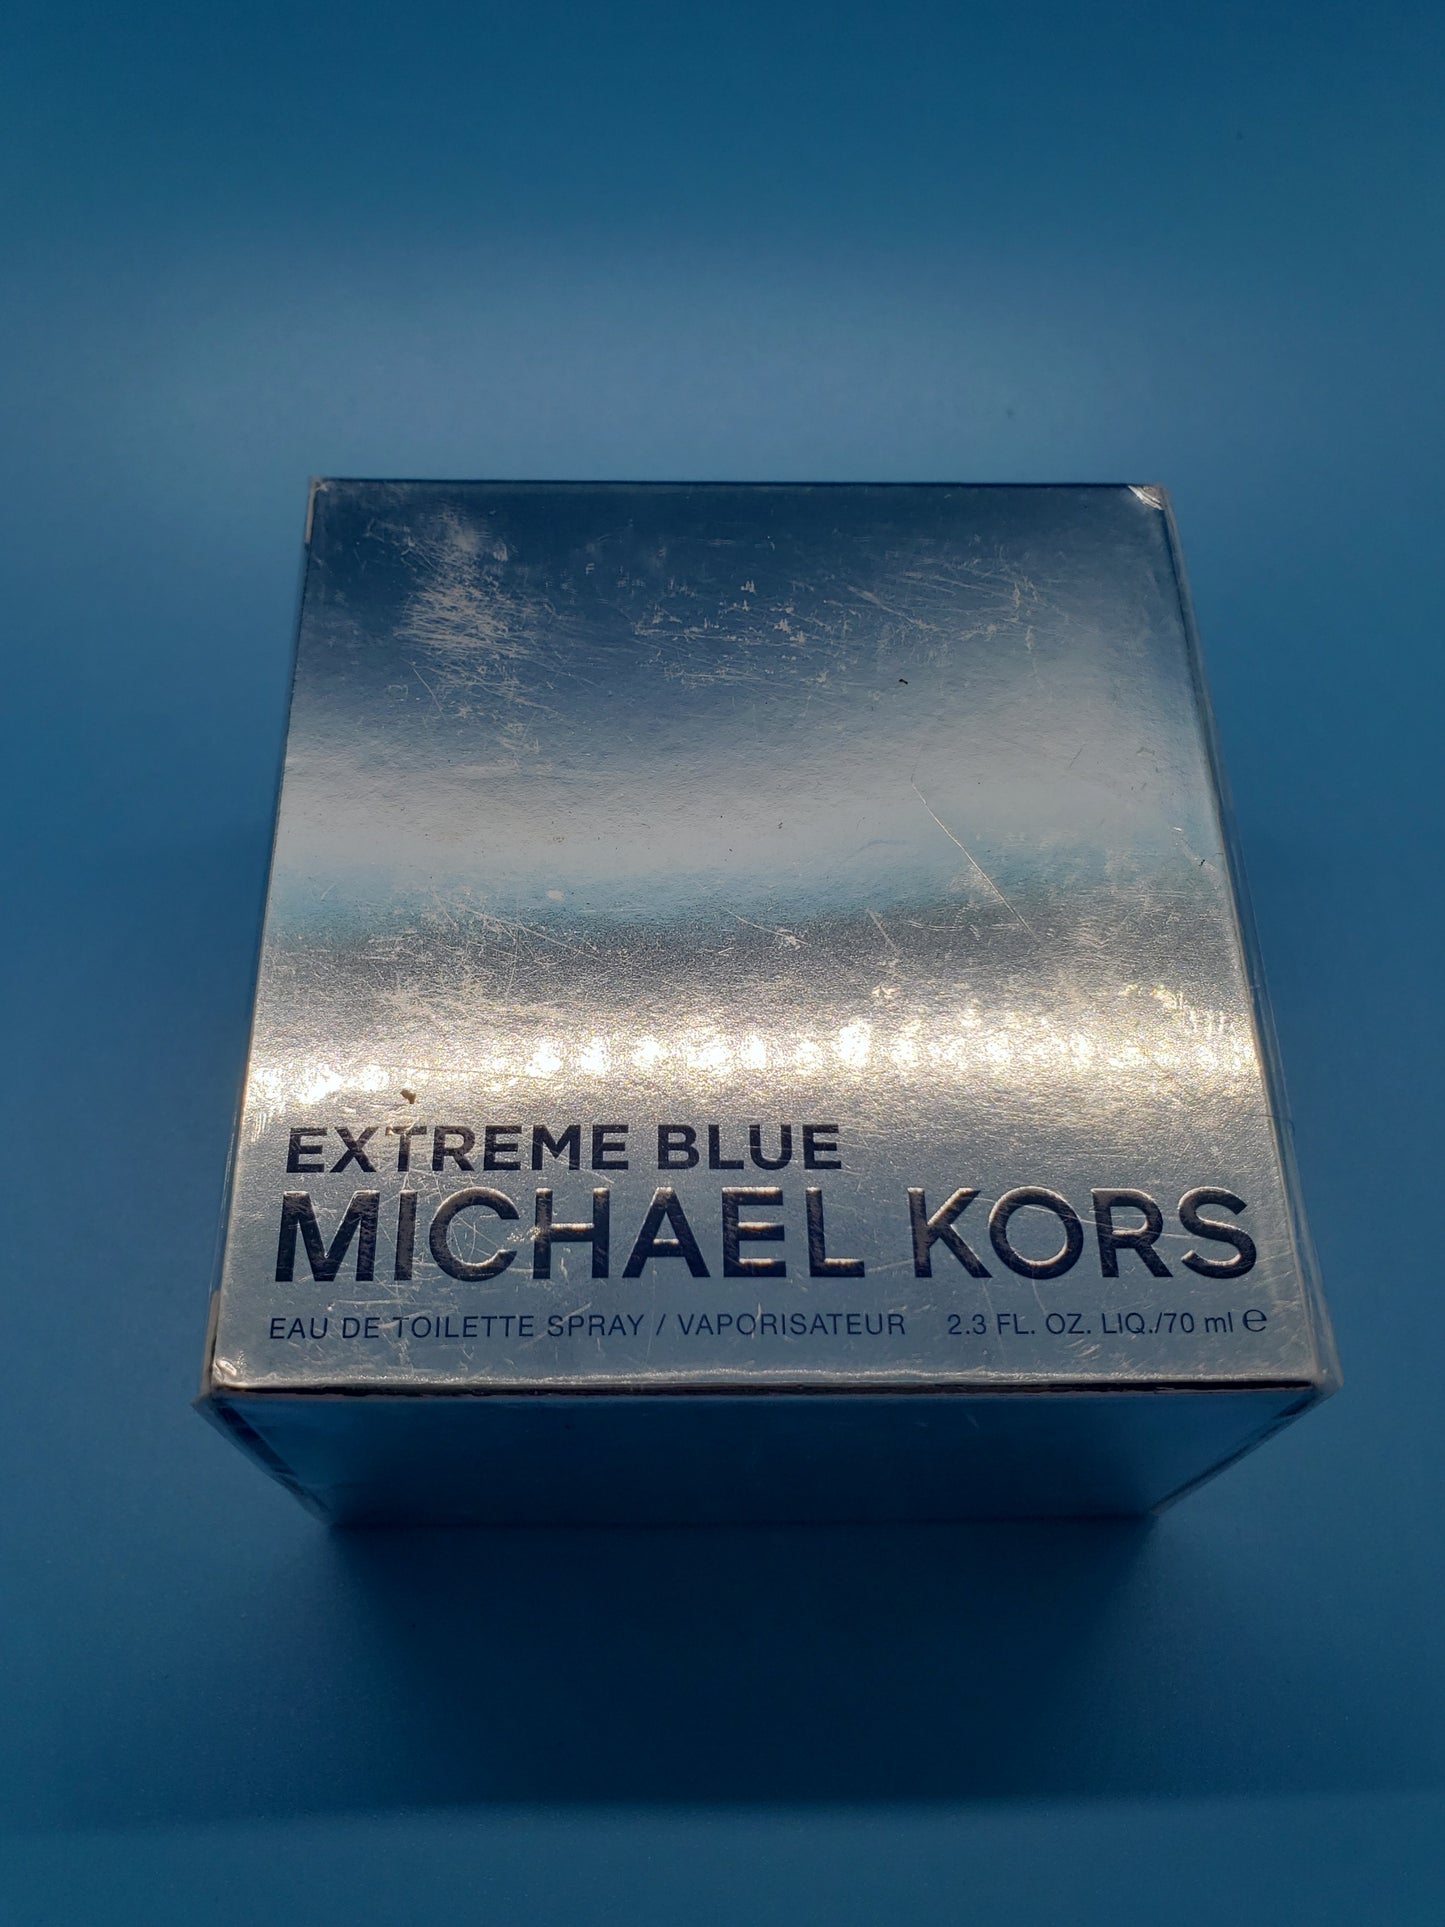 EXTREME BLUE
MICHAEL KORS
EAU DE TOILETTE SPRAY / VAPORISATEUR 2.3 FL. OZ. LIQ./70 ml ℮